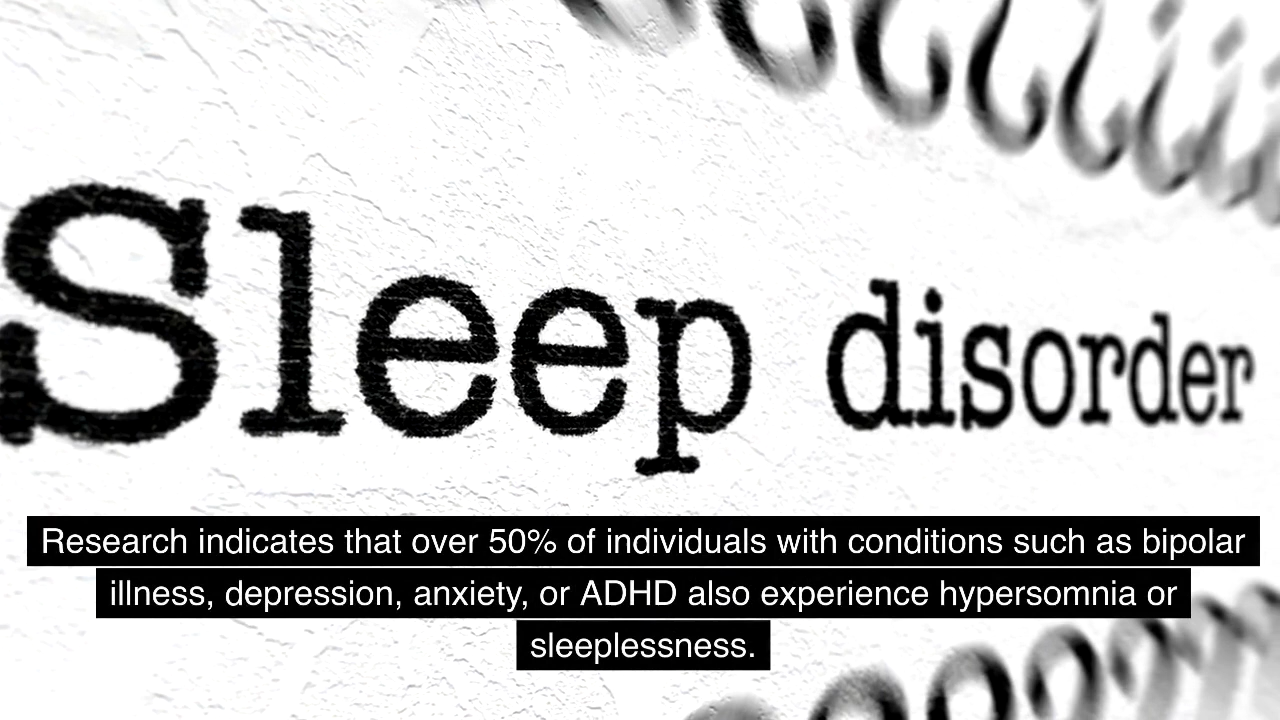 Sleep disorder
Research indicates that over 50% of individuals with conditions such as bipolar
illness, depression, anxiety, or ADHD also experience hypersomnia or
sleeplessness.